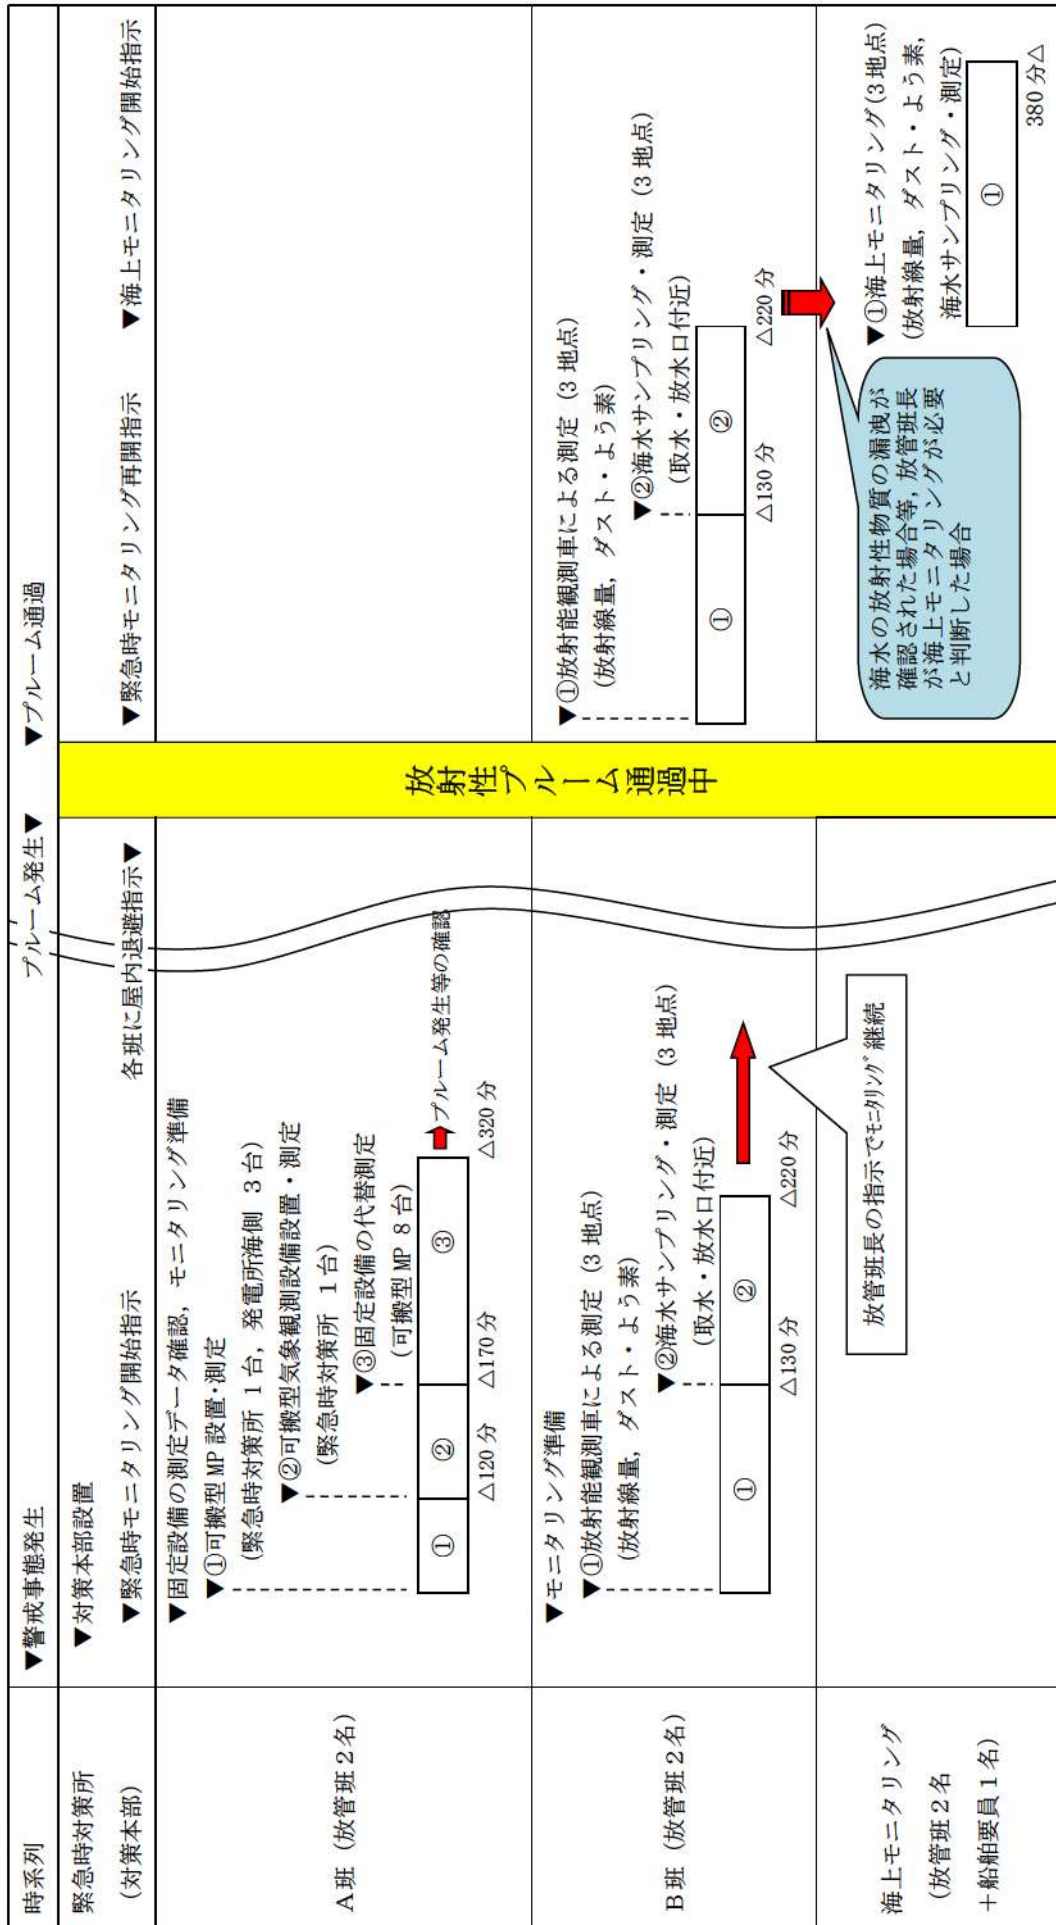 時系列
▼警戒事態発生
プルーム発生▼
▼プルーム通過
緊急時対策所
(対策本部)
▼対策本部設置
▼緊急時モニタリング開始指示
各班に屋内退避指示▼
▼緊急時モニタリング再開指示
▼海上モニタリング開始指示
放射性プルーム通過中
A班（放管班2名）
▼固定設備の測定データ確認，モニタリング準備
▼①可搬型MP設置・測定
(緊急時対策所 1台，発電所海側 3台)
▼②可搬型気象観測設備設置・測定
(緊急時対策所 1台)
▼③固定設備の代替測定
(可搬型MP 8台)
①
②
③
プルーム発生等の確認
△120分
△170分
△320分
B班（放管班2名）
▼モニタリング準備
▼①放射能観測車による測定（3地点）
(放射線量，ダスト・よう素)
▼②海水サンプリング・測定（3地点）
(取水・放水口付近)
①
②
△130分
△220分
放管班長の指示でモニタリング継続
▼①放射能観測車による測定（3地点）
(放射線量，ダスト・よう素)
▼②海水サンプリング・測定（3地点）
(取水・放水口付近)
①
②
△130分
△220分
海上モニタリング
(放管班2名
＋船舶要員1名)
海水の放射性物質の漏洩が
確認された場合等，放管班長
が海上モニタリングが必要
と判断した場合
▼①海上モニタリング(3地点)
(放射線量，ダスト・よう素，
海水サンプリング・測定)
①
380分△